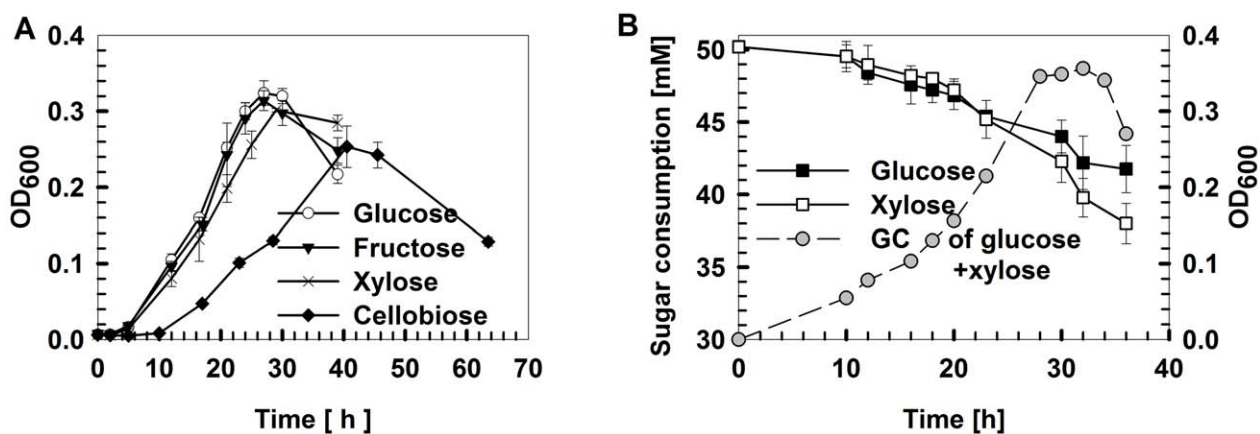 A
OD600
0.4
0.3
0.2
0.1
0.0
Glucose
Fructose
Xylose
Cellobiose
0 10 20 30 40 50 60 70
Time [ h ]
B
Sugar consumption [mM]
50
45
40
35
30
Glucose
Xylose
GC of glucose
+xylose
0.4
0.3
0.2
0.1
0.0
OD600
0 10 20 30 40
Time [h]